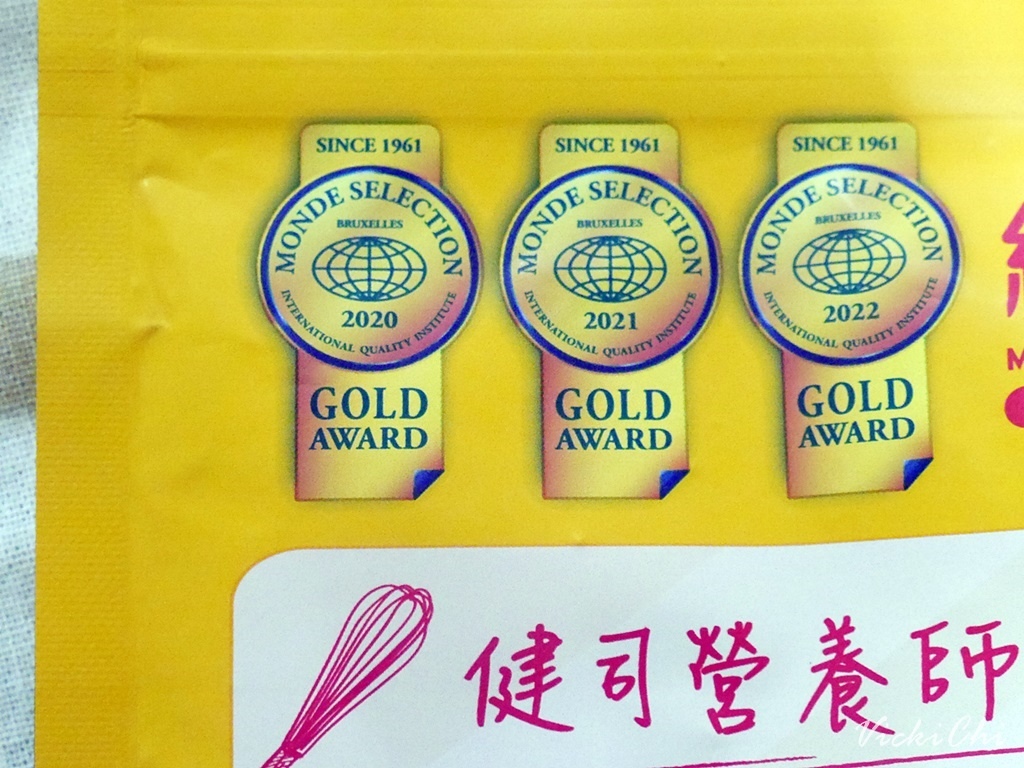 SINCE 1961
MONDE SELECTION
BRUXELLES
2020
INTERNATIONAL QUALITY INSTITUTE
GOLD
AWARD
SINCE 1961
MONDE SELECTION
BRUXELLES
2021
INTERNATIONAL QUALITY INSTITUTE
GOLD
AWARD
SINCE 1961
MONDE SELECTION
BRUXELLES
2022
INTERNATIONAL QUALITY INSTITUTE
GOLD
AWARD
健司營養師
Vicki Chi